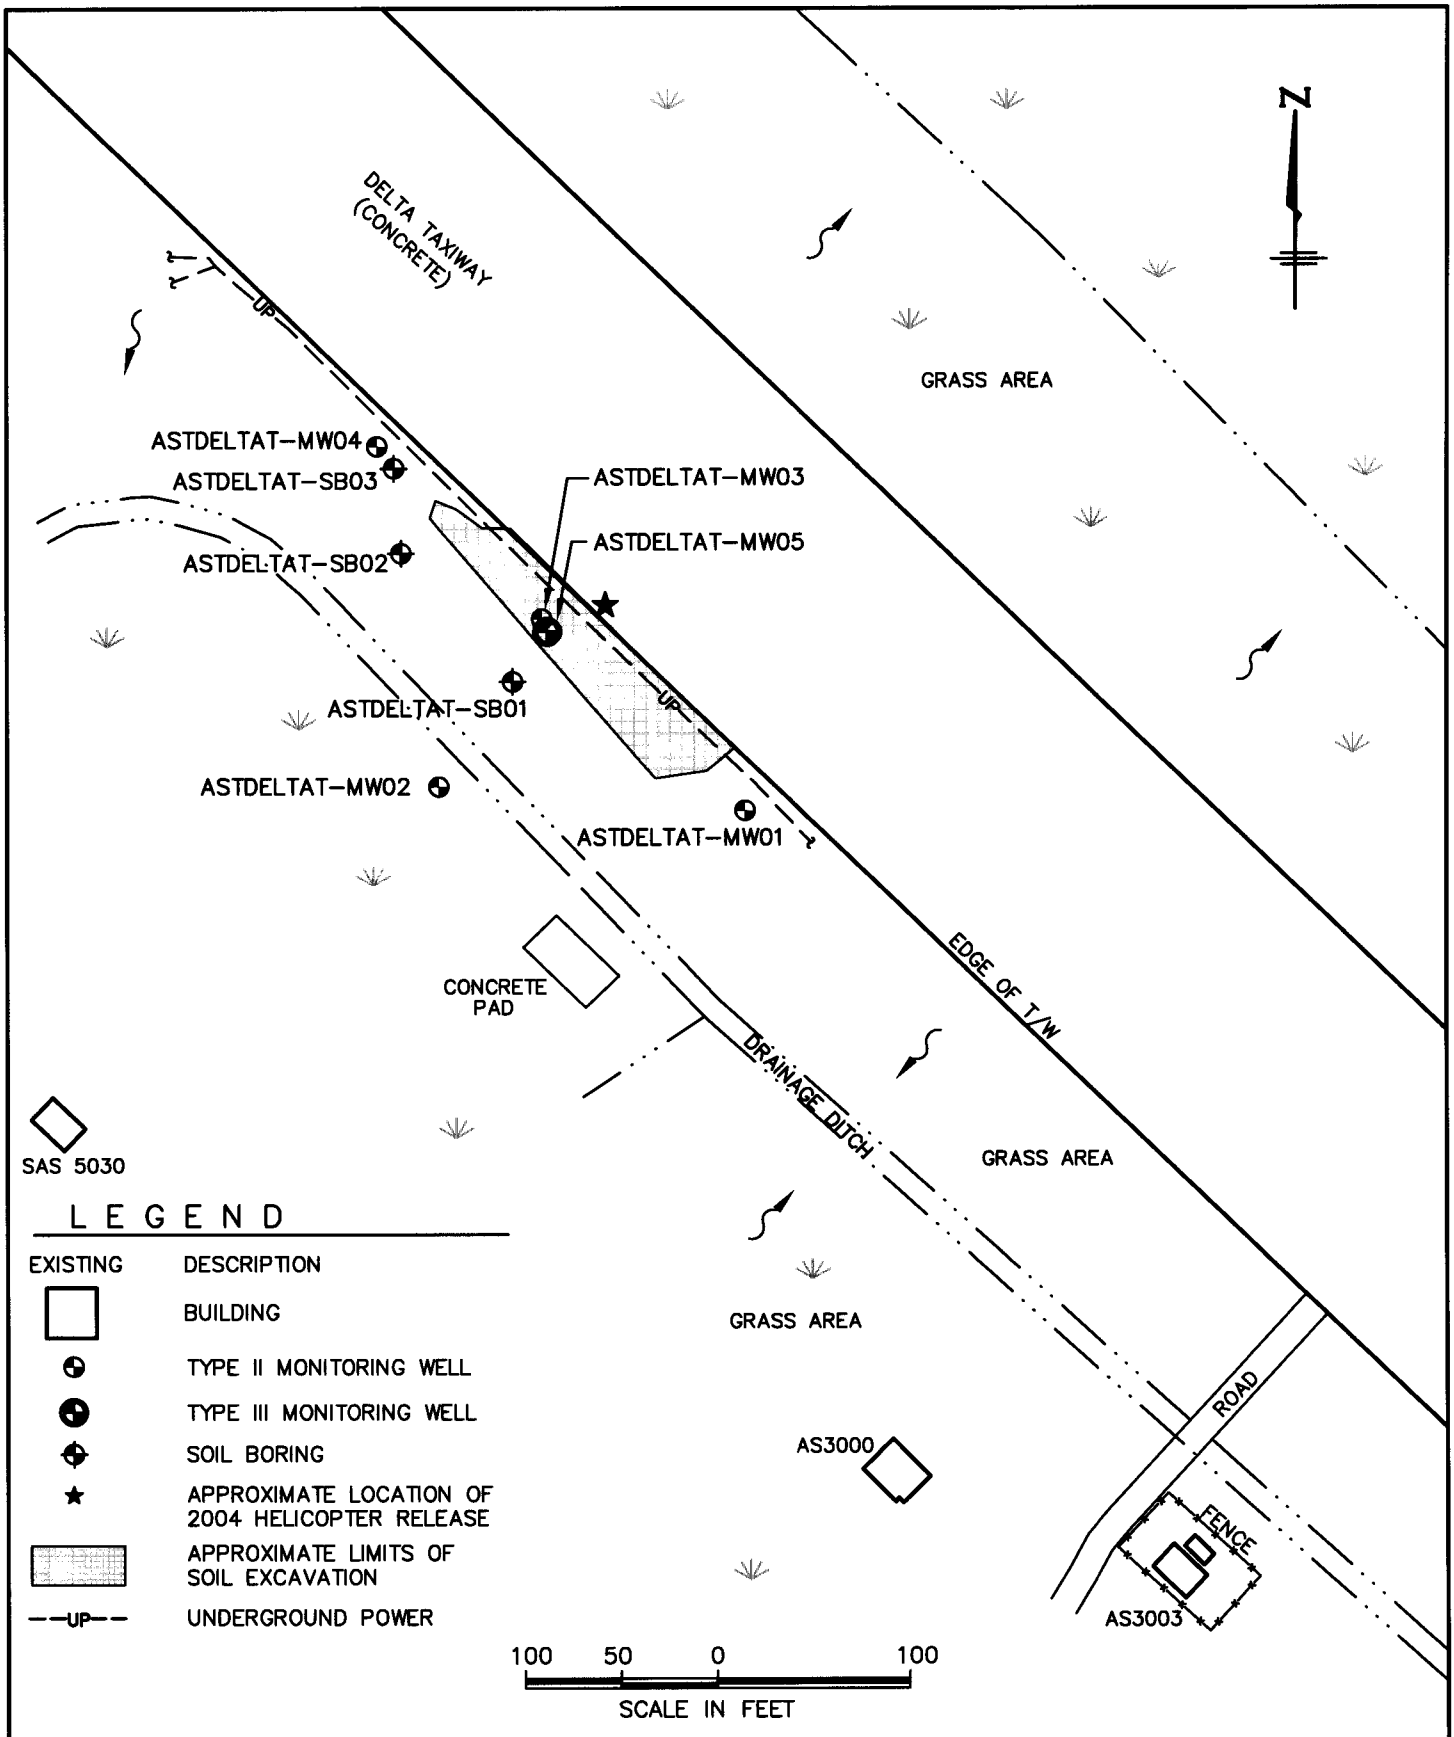 N
DELTA TAXIWAY
(CONCRETE)
UP
GRASS AREA
ASTDELTAT-MW04
ASTDELTAT-SB03
ASTDELTAT-MW03
ASTDELTAT-MW05
ASTDELTAT-SB02
UP
ASTDELTAT-SB01
ASTDELTAT-MW02
ASTDELTAT-MW01
EDGE OF T/W
CONCRETE
PAD
DRAINAGE DITCH
GRASS AREA
SAS 5030
LEGEND
EXISTING DESCRIPTION
BUILDING
TYPE II MONITORING WELL
TYPE III MONITORING WELL
SOIL BORING
APPROXIMATE LOCATION OF
2004 HELICOPTER RELEASE
APPROXIMATE LIMITS OF
SOIL EXCAVATION
UP UNDERGROUND POWER
GRASS AREA
ROAD
AS3000
FENCE
AS3003
100 50 0 100
SCALE IN FEET